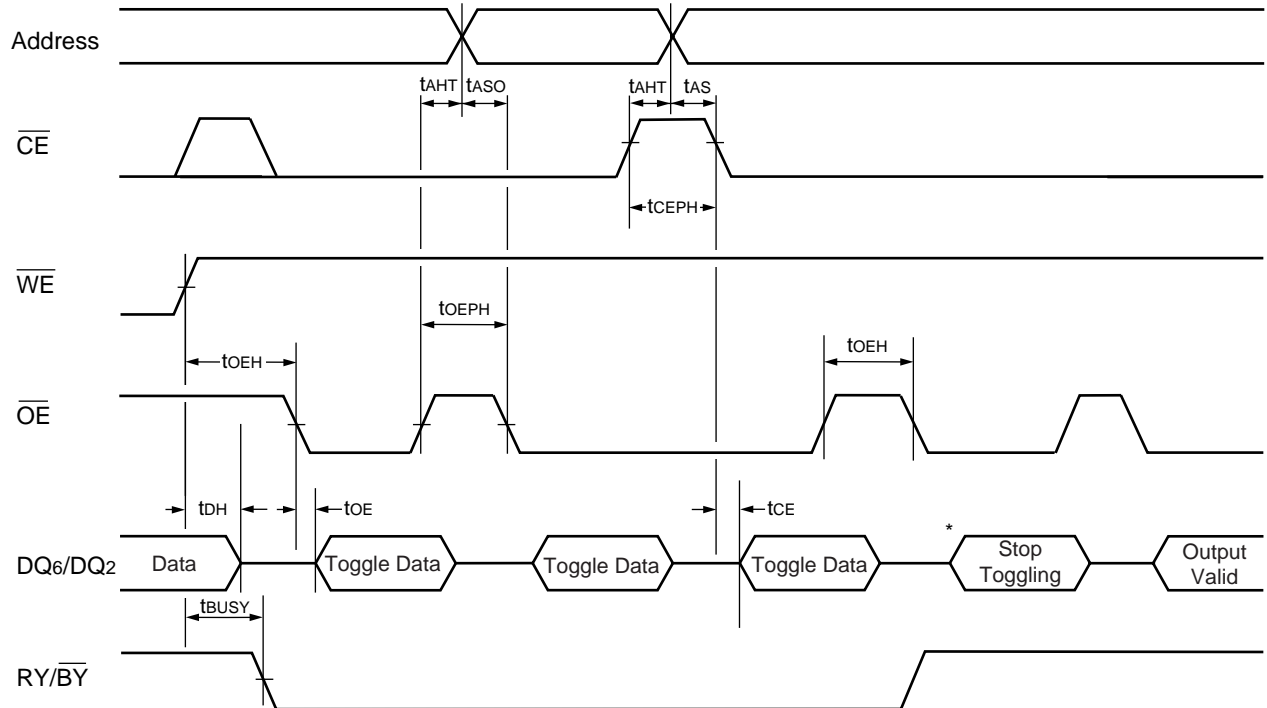 Address
tAHT tASO tAHT tAS
CE
tCEPH
WE
tOEPH
tOEH tOEH
OE
tDH tOE tCE
*
DQ6/DQ2 Data Toggle Data Toggle Data Toggle Data Stop Toggling Output Valid
tBUSY
RY/BY